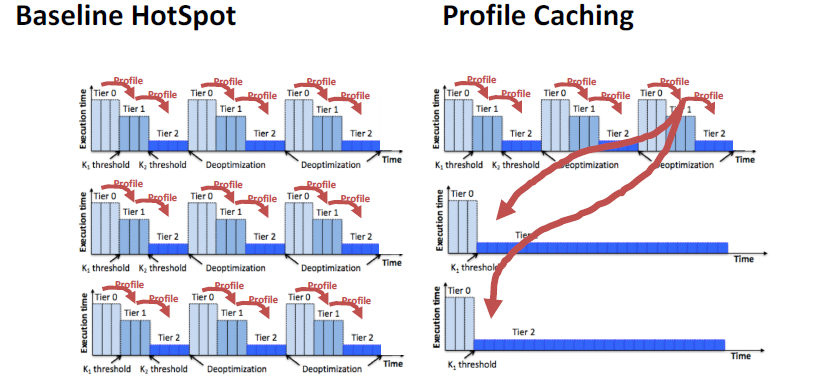 Baseline HotSpot
Profile Caching
Profile Profile Profile Profile Profile Profile
Execution time
Tier 0 Tier 1 Tier 2 Tier 0 Tier 1 Tier 2 Tier 0 Tier 1 Tier 2
K₁ threshold K₂ threshold Deoptimization Deoptimization Time
Profile Profile Profile Profile Profile Profile
Execution time
Tier 0 Tier 1 Tier 2 Tier 0 Tier 1 Tier 2 Tier 0 Tier 1 Tier 2
K₁ threshold K₂ threshold Deoptimization Deoptimization Time
Profile Profile Profile Profile Profile Profile
Execution time
Tier 0 Tier 1 Tier 2 Tier 0 Tier 1 Tier 2 Tier 0 Tier 1 Tier 2
K₁ threshold K₂ threshold Deoptimization Deoptimization Time
Profile Profile Profile Profile Profile Profile
Execution time
Tier 0 Tier 1 Tier 2 Tier 0 Tier 1 Tier 2 Tier 0 Tier 2
K₁ threshold K₂ threshold Deoptimization Deoptimization Time
Execution time
Tier 0
K₁ threshold Time
Execution time
Tier 0 Tier 2
K₁ threshold Time